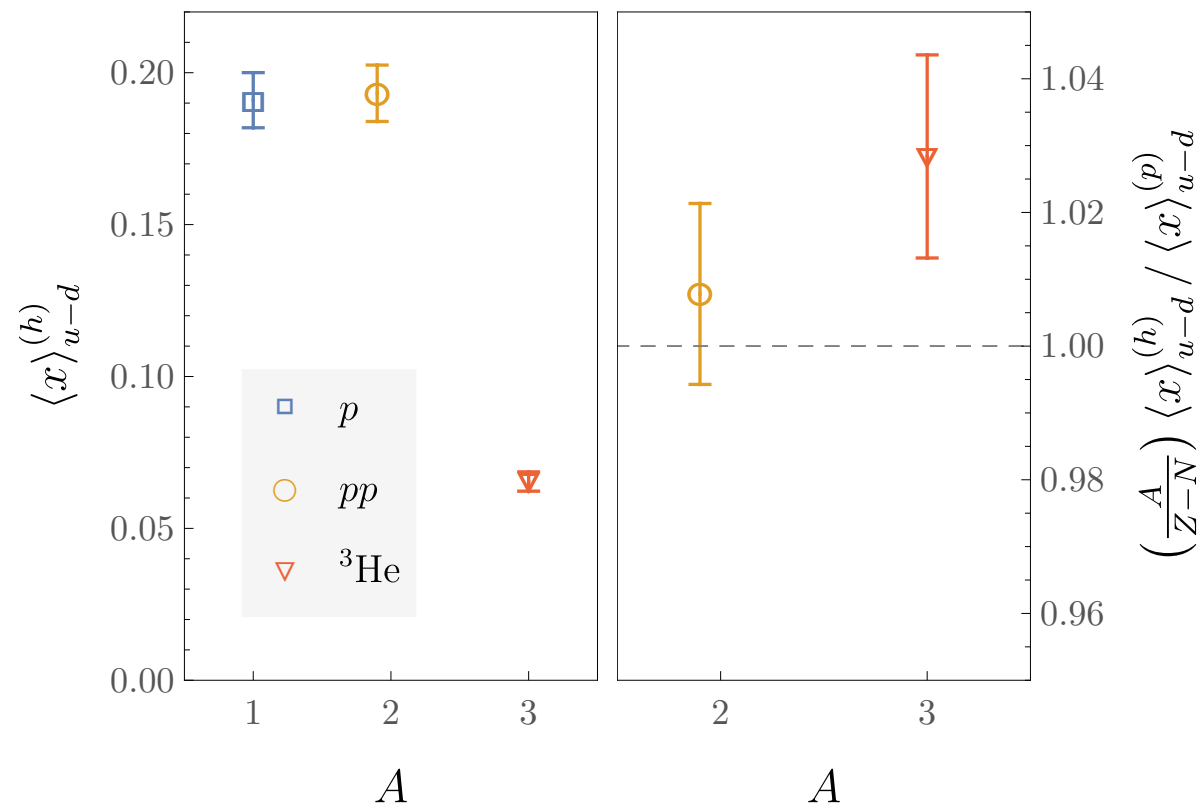 ⟨x⟩_{u−d}^{(h)}
0.20
0.15
0.10
0.05
0.00
p
pp
³He
1
2
3
A
2
3
A
1.04
1.02
1.00
0.98
0.96
(A/(Z−N)) ⟨x⟩_{u−d}^{(h)} / ⟨x⟩_{u−d}^{(p)}